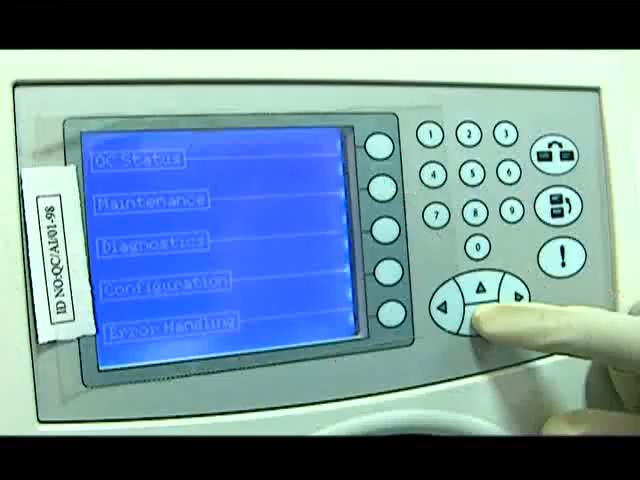 OC Status
Maintenance
Diagnostics
Configuration
Error Handling
ID NO:QC/AI/01-98
1 2 3
4 5 6
7 8 9
0
!